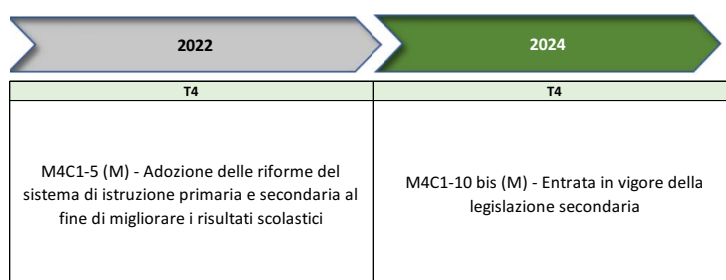 2022
2024
T4
T4
M4C1-5 (M) - Adozione delle riforme del
sistema di istruzione primaria e secondaria al
fine di migliorare i risultati scolastici
M4C1-10 bis (M) - Entrata in vigore della
legislazione secondaria